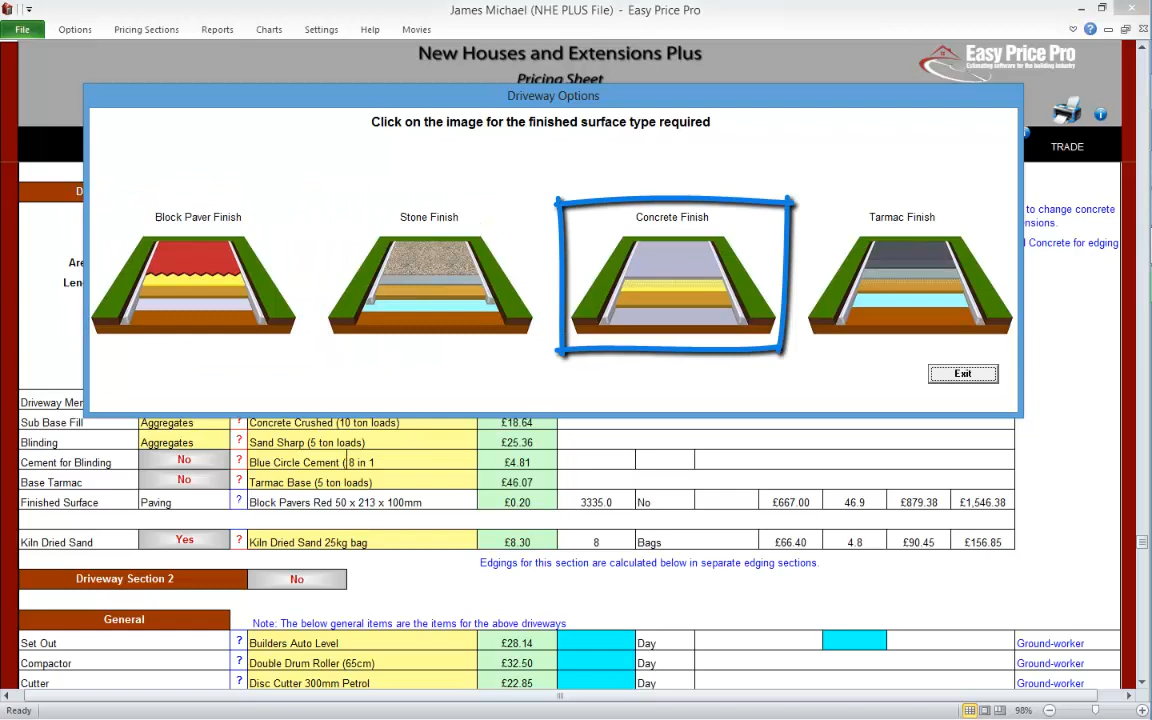 James Michael (NHE PLUS File) - Easy Price Pro
File Options Pricing Sections Reports Charts Settings Help Movies
New Houses and Extensions Plus
Pricing Sheet
Easy Price Pro
Estimating software for the building industry
Driveway Options
Click on the image for the finished surface type required
TRADE
D
to change concrete
Block Paver Finish Stone Finish Concrete Finish Tarmac Finish
nsions.
l Concrete for edging
Are
Len
Exit
Driveway Mer
Sub Base Fill Aggregates ? Concrete Crushed (10 ton loads) £18.64
Blinding Aggregates ? Sand Sharp (5 ton loads) £25.36
Cement for Blinding No ? Blue Circle Cement (8 in 1 £4.81
Base Tarmac No ? Tarmac Base (5 ton loads) £46.07
Finished Surface Paving ? Block Pavers Red 50 x 213 x 100mm £0.20 3335.0 No £667.00 46.9 £879.38 £1,546.38
Kiln Dried Sand Yes ? Kiln Dried Sand 25kg bag £8.30 8 Bags £66.40 4.8 £90.45 £156.85
Edgings for this section are calculated below in separate edging sections.
Driveway Section 2 No
General Note: The below general items are the items for the above driveways
Set Out ? Builders Auto Level £28.14 Day Ground-worker
Compactor ? Double Drum Roller (65cm) £32.50 Day Ground-worker
Cutter ? Disc Cutter 300mm Petrol £22.85 Day Ground-worker
Ready 98%